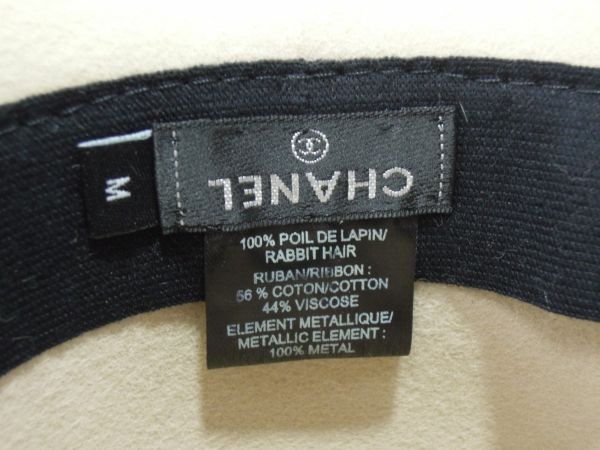 M
CHANEL
100% POIL DE LAPIN/
RABBIT HAIR
RUBAN/RIBBON :
56 % COTON/COTTON
44% VISCOSE
ELEMENT METALLIQUE/
METALLIC ELEMENT :
100% METAL